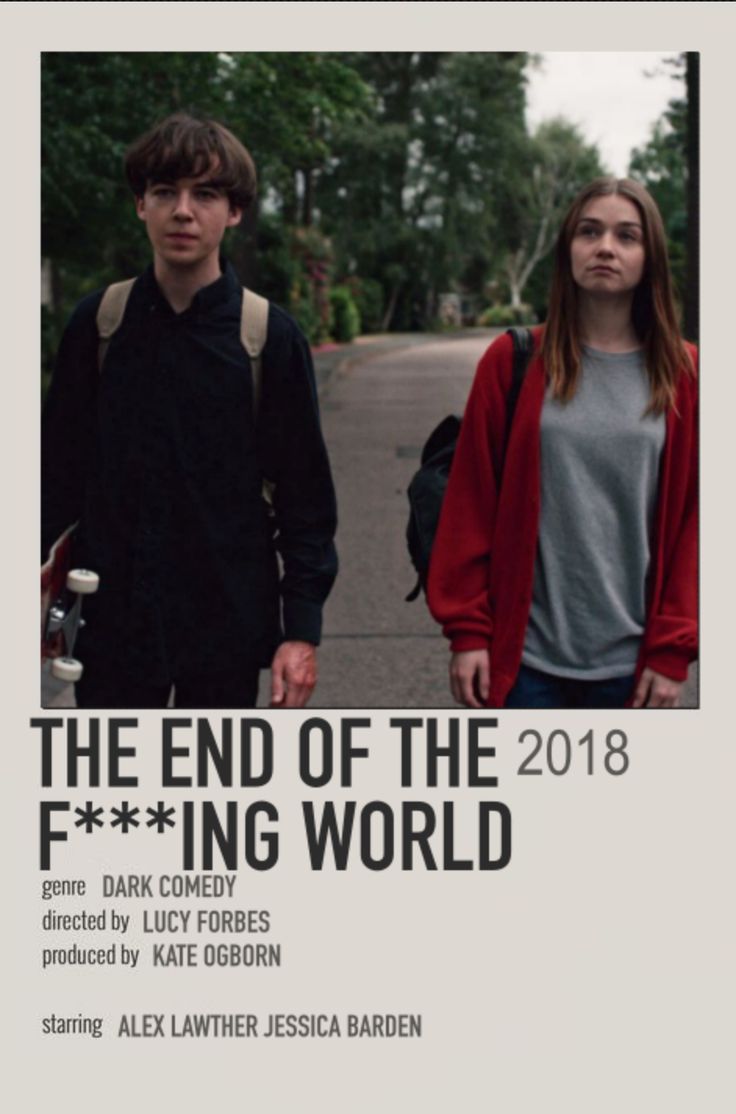 THE END OF THE 2018
F***ING WORLD
genre DARK COMEDY
directed by LUCY FORBES
produced by KATE OGBORN
starring ALEX LAWTHER JESSICA BARDEN